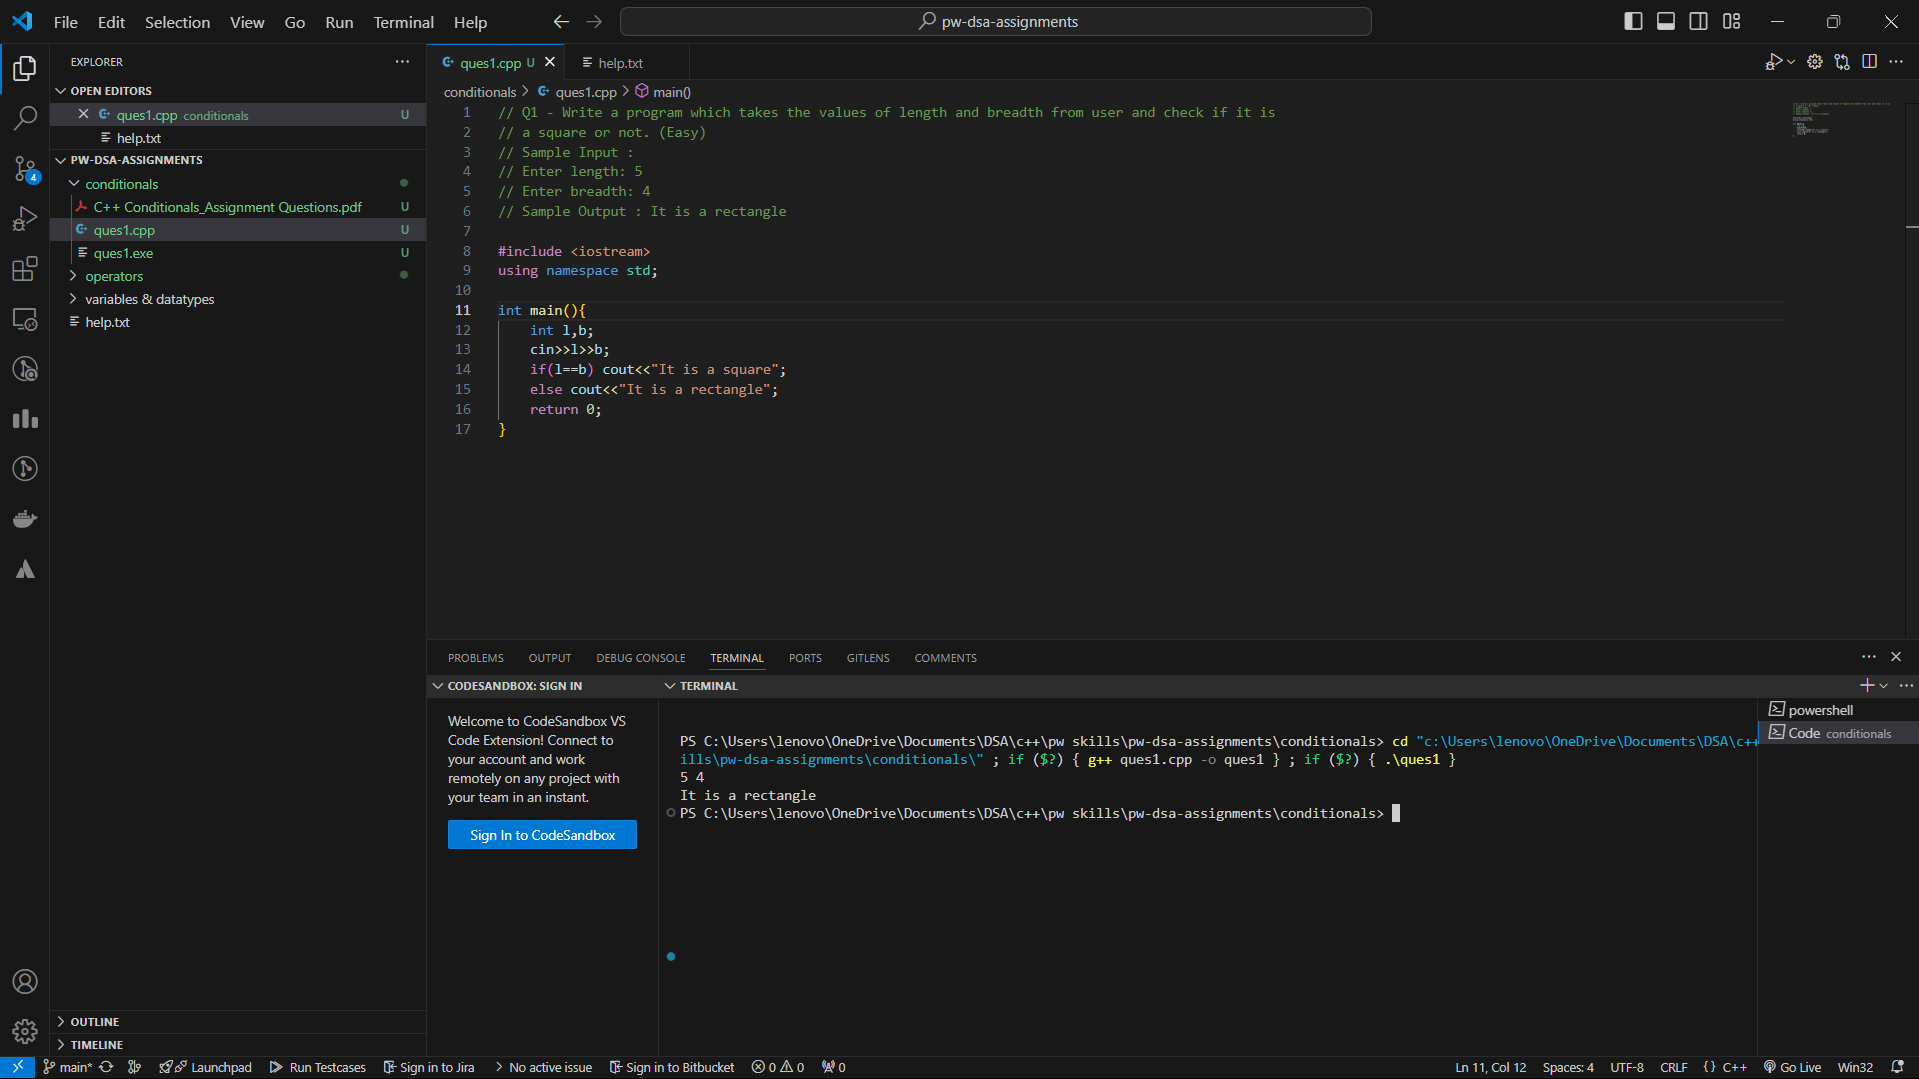 File Edit Selection View Go Run Terminal Help
pw-dsa-assignments
EXPLORER
OPEN EDITORS
ques1.cpp conditionals U
help.txt
PW-DSA-ASSIGNMENTS
conditionals
C++ Conditionals_Assignment Questions.pdf U
ques1.cpp U
ques1.exe U
operators
variables & datatypes
help.txt
OUTLINE
TIMELINE
4
ques1.cpp U
help.txt
conditionals > ques1.cpp > main()
1 // Q1 - Write a program which takes the values of length and breadth from user and check if it is
2 // a square or not. (Easy)
3 // Sample Input :
4 // Enter length: 5
5 // Enter breadth: 4
6 // Sample Output : It is a rectangle
7
8 #include <iostream>
9 using namespace std;
10
11 int main(){
12 int l,b;
13 cin>>l>>b;
14 if(l==b) cout<<"It is a square";
15 else cout<<"It is a rectangle";
16 return 0;
17 }
PROBLEMS OUTPUT DEBUG CONSOLE TERMINAL PORTS GITLENS COMMENTS
CODESANDBOX: SIGN IN
Welcome to CodeSandbox VS
Code Extension! Connect to
your account and work
remotely on any project with
your team in an instant.
Sign In to CodeSandbox
TERMINAL
PS C:\Users\lenovo\OneDrive\Documents\DSA\c++\pw skills\pw-dsa-assignments\conditionals> cd "c:\Users\lenovo\OneDrive\Documents\DSA\c++
ills\pw-dsa-assignments\conditionals\" ; if ($?) { g++ ques1.cpp -o ques1 } ; if ($?) { .\ques1 }
5 4
It is a rectangle
PS C:\Users\lenovo\OneDrive\Documents\DSA\c++\pw skills\pw-dsa-assignments\conditionals>
powershell
Code conditionals
main* Launchpad Run Testcases Sign in to Jira No active issue Sign in to Bitbucket 0 0 0
Ln 11, Col 12 Spaces: 4 UTF-8 CRLF {} C++ Go Live Win32